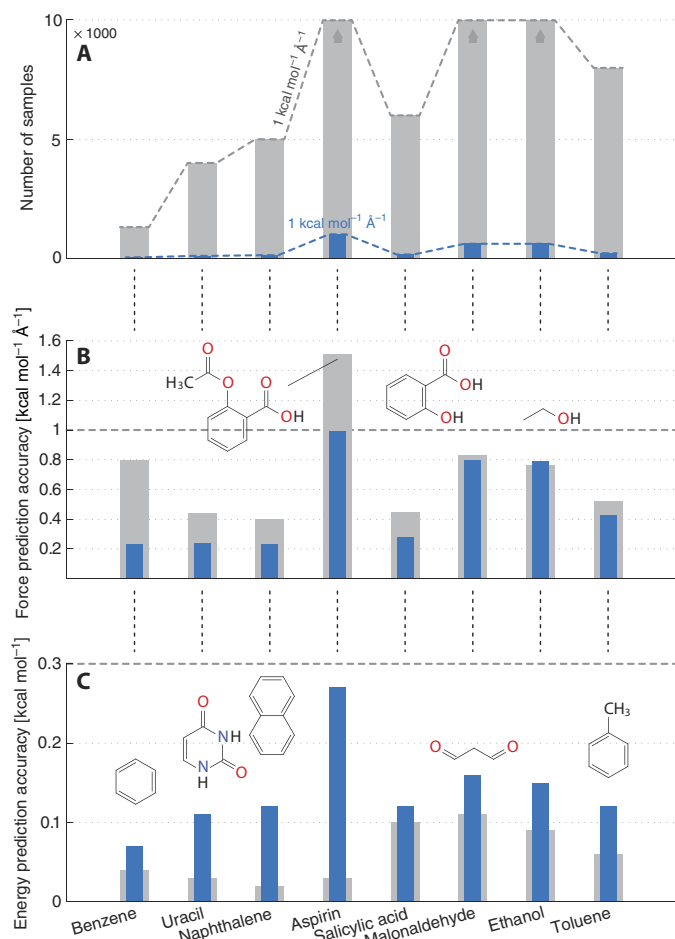 × 1000
A
Number of samples
10
5
0
1 kcal mol⁻¹ Å⁻¹
1 kcal mol⁻¹ Å⁻¹
B
Force prediction accuracy [kcal mol⁻¹ Å⁻¹]
1.6
1.4
1.2
1
0.8
0.6
0.4
0.2
O
H₃C
O
O
OH
O
OH
OH
OH
C
Energy prediction accuracy [kcal mol⁻¹]
0.3
0.2
0.1
0
O
N
H
N
H
O
O
O
CH₃
Benzene
Uracil
Naphthalene
Aspirin
Salicylic acid
Malonaldehyde
Ethanol
Toluene